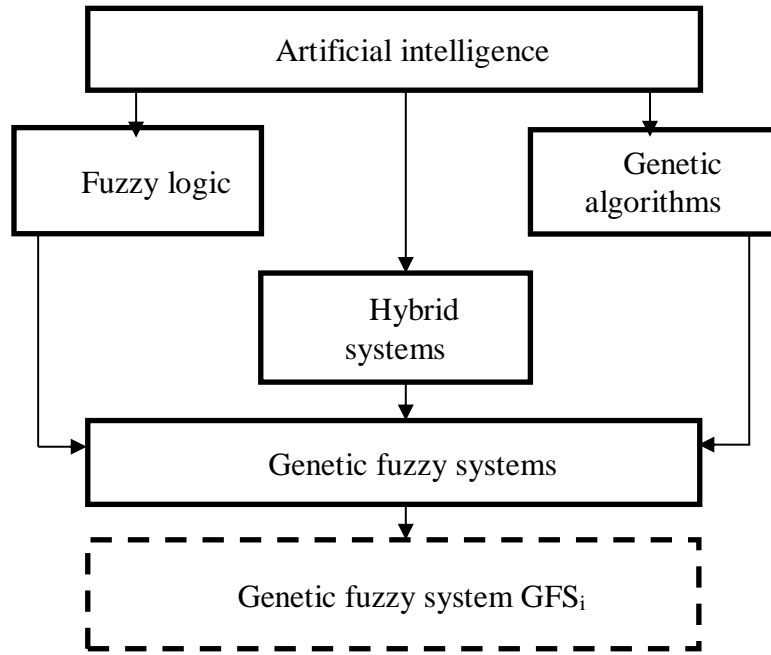 Artificial intelligence
Fuzzy logic
Genetic
algorithms
Hybrid
systems
Genetic fuzzy systems
Genetic fuzzy system GFSᵢ